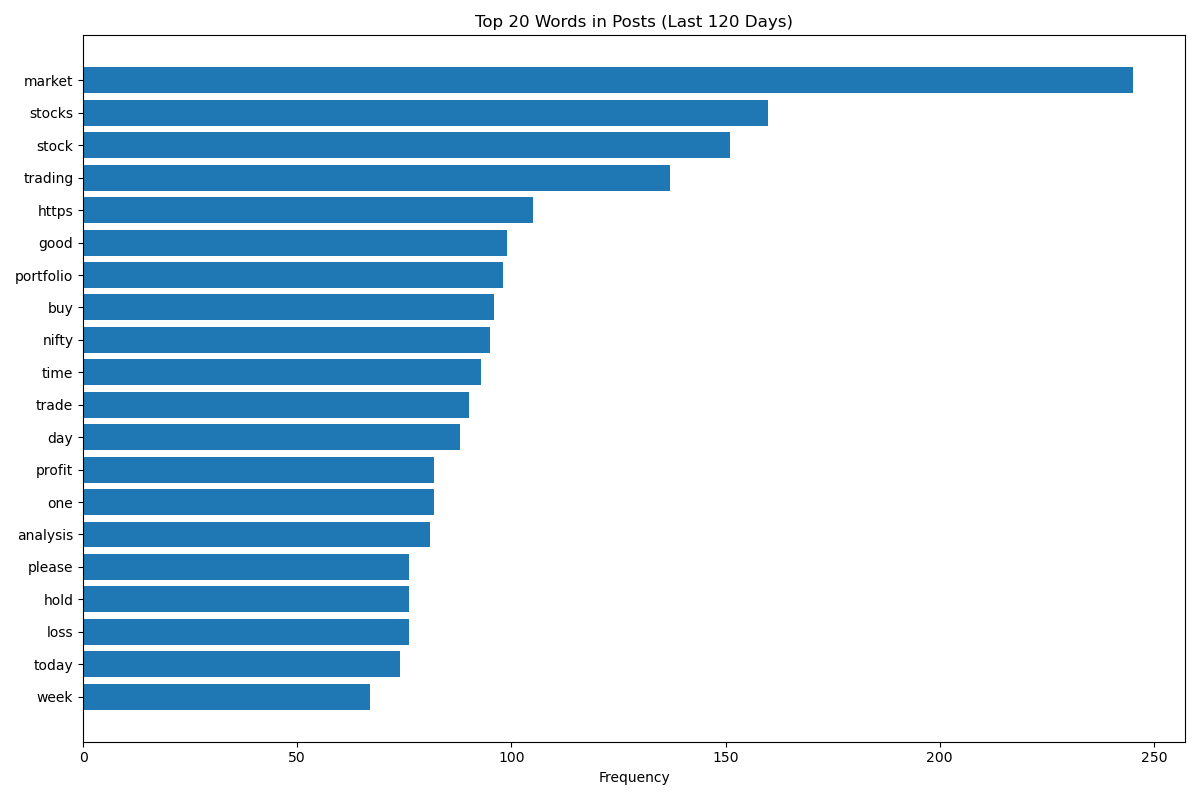 Top 20 Words in Posts (Last 120 Days)
market
stocks
stock
trading
https
good
portfolio
buy
nifty
time
trade
day
profit
one
analysis
please
hold
loss
today
week
0 50 100 150 200 250
Frequency